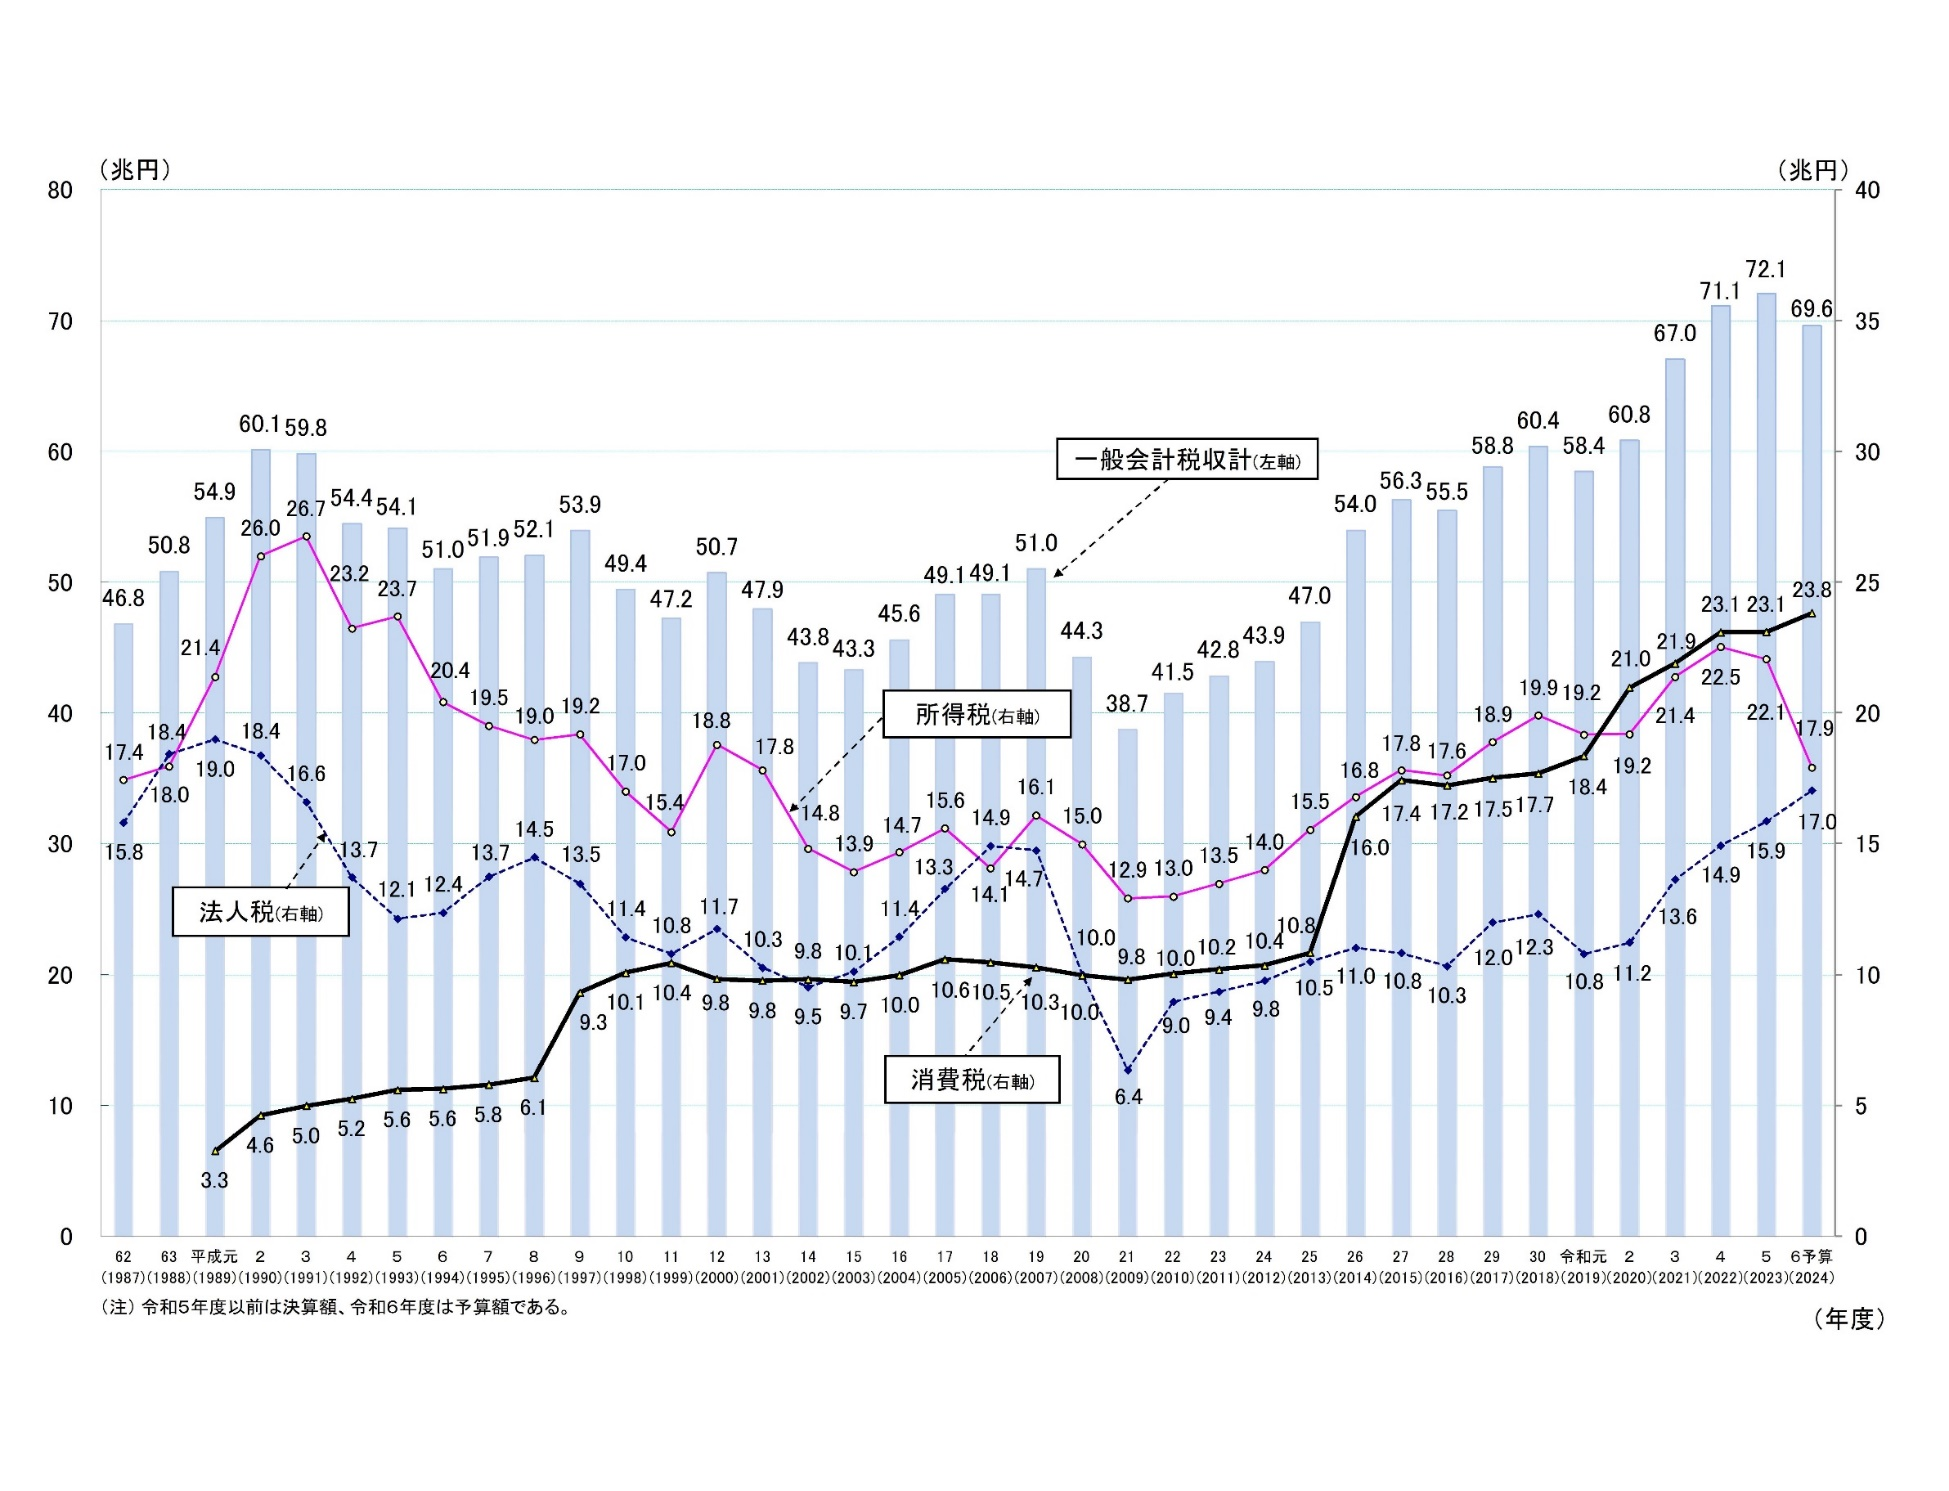 (兆円)
(兆円)
80
70
60
50
40
30
20
10
0
40
35
30
25
20
15
10
5
0
一般会計税収計(左軸)
46.8 50.8 54.9 60.1 59.8 54.4 54.1 51.0 51.9 52.1 53.9 49.4 47.2 50.7 47.9 43.8 43.3 45.6 49.1 49.1 51.0 44.3 38.7 41.5 42.8 43.9 47.0 54.0 56.3 55.5 58.8 60.4 58.4 60.8 67.0 71.1 72.1 69.6
所得税(右軸)
17.4 18.0 21.4 26.0 26.7 23.2 23.7 20.4 19.5 19.0 19.2 17.0 15.4 18.8 17.8 14.8 13.9 14.7 15.6 14.1 16.1 15.0 12.9 13.0 13.5 14.0 15.5 16.8 17.8 17.6 18.9 19.9 19.2 19.2 21.4 22.5 22.1 17.9
法人税(右軸)
15.8 18.4 19.0 18.4 16.6 13.7 12.1 12.4 13.7 14.5 13.5 11.4 10.8 11.7 10.3 9.5 10.1 11.4 13.3 14.9 14.7 10.0 6.4 9.0 9.4 9.8 10.5 11.0 10.8 10.3 12.0 12.3 10.8 11.2 13.6 14.9 15.9 17.0
消費税(右軸)
3.3 4.6 5.0 5.2 5.6 5.6 5.8 6.1 9.3 10.1 10.4 9.8 9.8 9.8 9.7 10.0 10.6 10.5 10.3 10.0 9.8 10.0 10.2 10.4 10.8 16.0 17.4 17.2 17.5 17.7 18.4 21.0 21.9 23.1 23.1 23.8
62 63 平成元 2 3 4 5 6 7 8 9 10 11 12 13 14 15 16 17 18 19 20 21 22 23 24 25 26 27 28 29 30 令和元 2 3 4 5 6予算
(1987)(1988)(1989)(1990)(1991)(1992)(1993)(1994)(1995)(1996)(1997)(1998)(1999)(2000)(2001)(2002)(2003)(2004)(2005)(2006)(2007)(2008)(2009)(2010)(2011)(2012)(2013)(2014)(2015)(2016)(2017)(2018)(2019)(2020)(2021)(2022)(2023)(2024)
(注) 令和5年度以前は決算額、令和6年度は予算額である。
(年度)